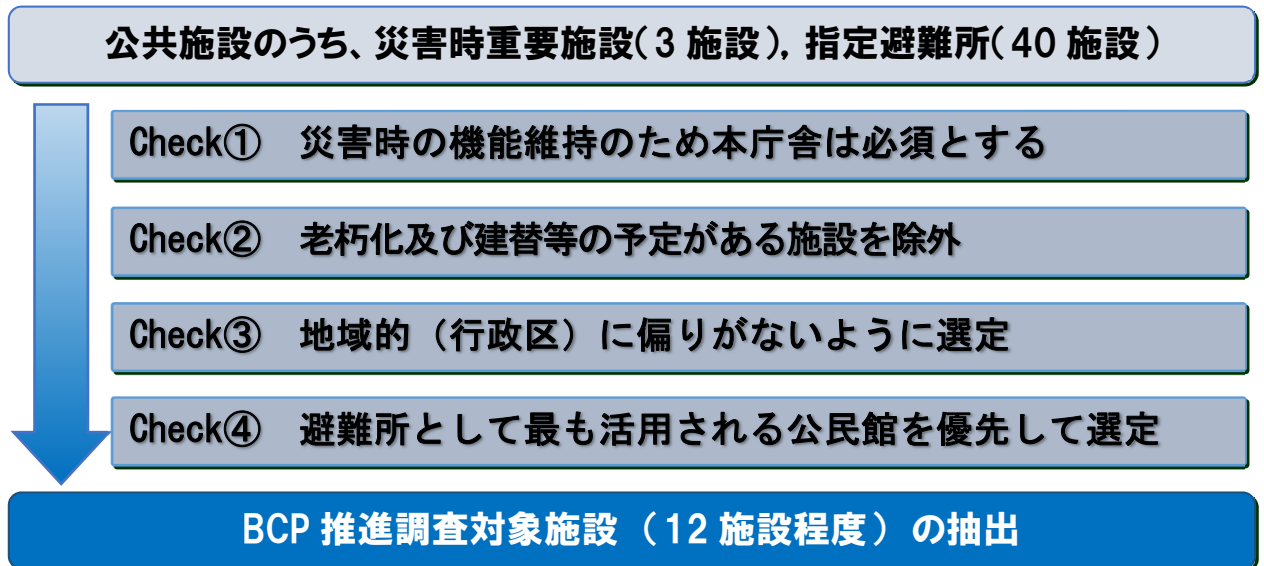 公共施設のうち、災害時重要施設(3 施設), 指定避難所(40 施設)
Check① 災害時の機能維持のため本庁舎は必須とする
Check② 老朽化及び建替等の予定がある施設を除外
Check③ 地域的（行政区）に偏りがないように選定
Check④ 避難所として最も活用される公民館を優先して選定
BCP 推進調査対象施設（12 施設程度）の抽出